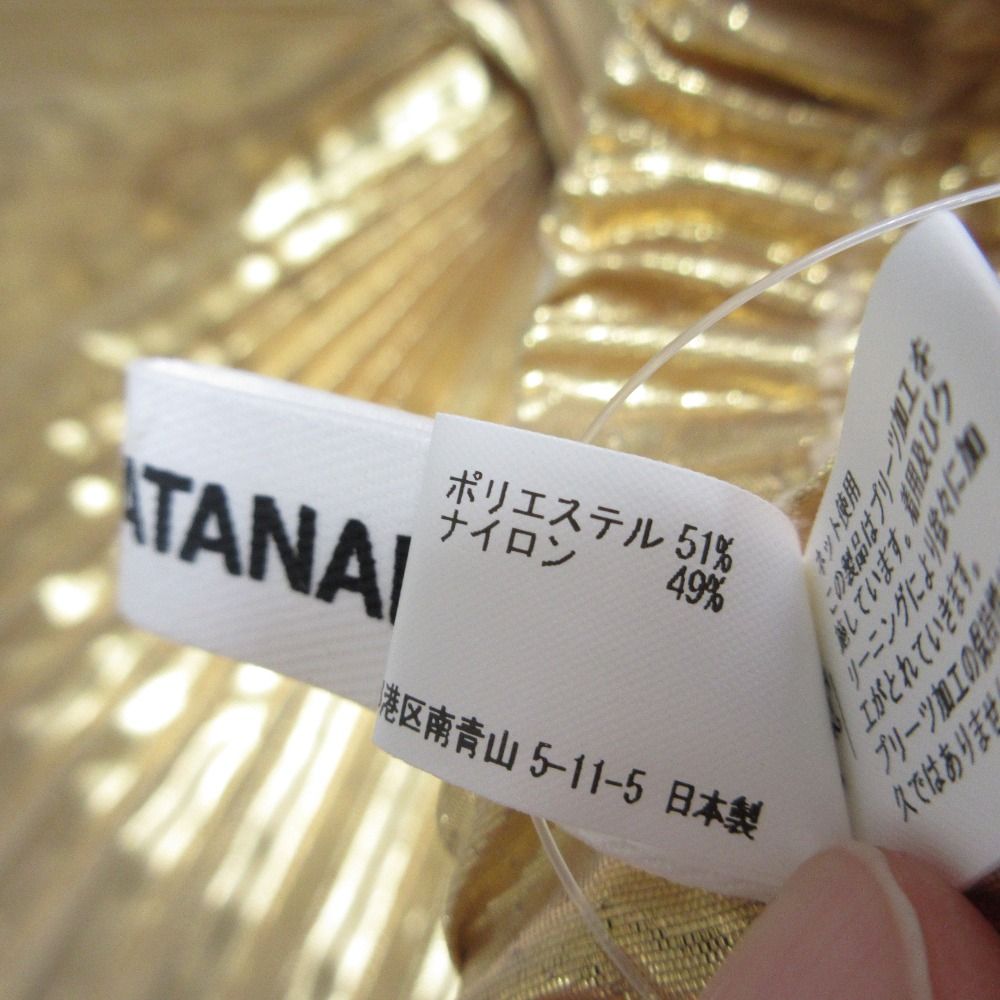 ATANA
ポリエステル 51%
ナイロン 49%
港区南青山 5-11-5 日本製
ネット使用
この製品はプリーツ加工を
施しています。着用及びク
リーニングにより徐々に加
工がとれていきます。
プリーツ加工の保持
久ではありませ